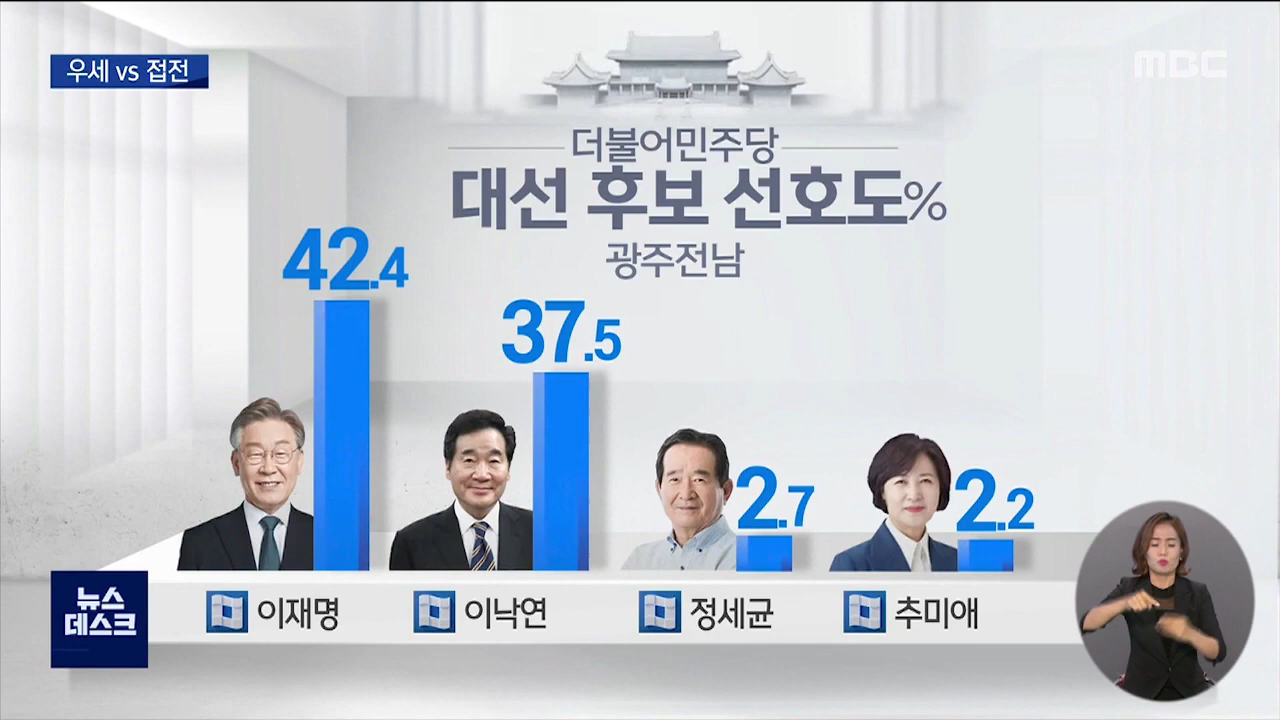 우세 vs 접전
MBC
더불어민주당
대선 후보 선호도%
광주전남
42.4
37.5
2.7
2.2
뉴스
데스크
이재명
이낙연
정세균
추미애